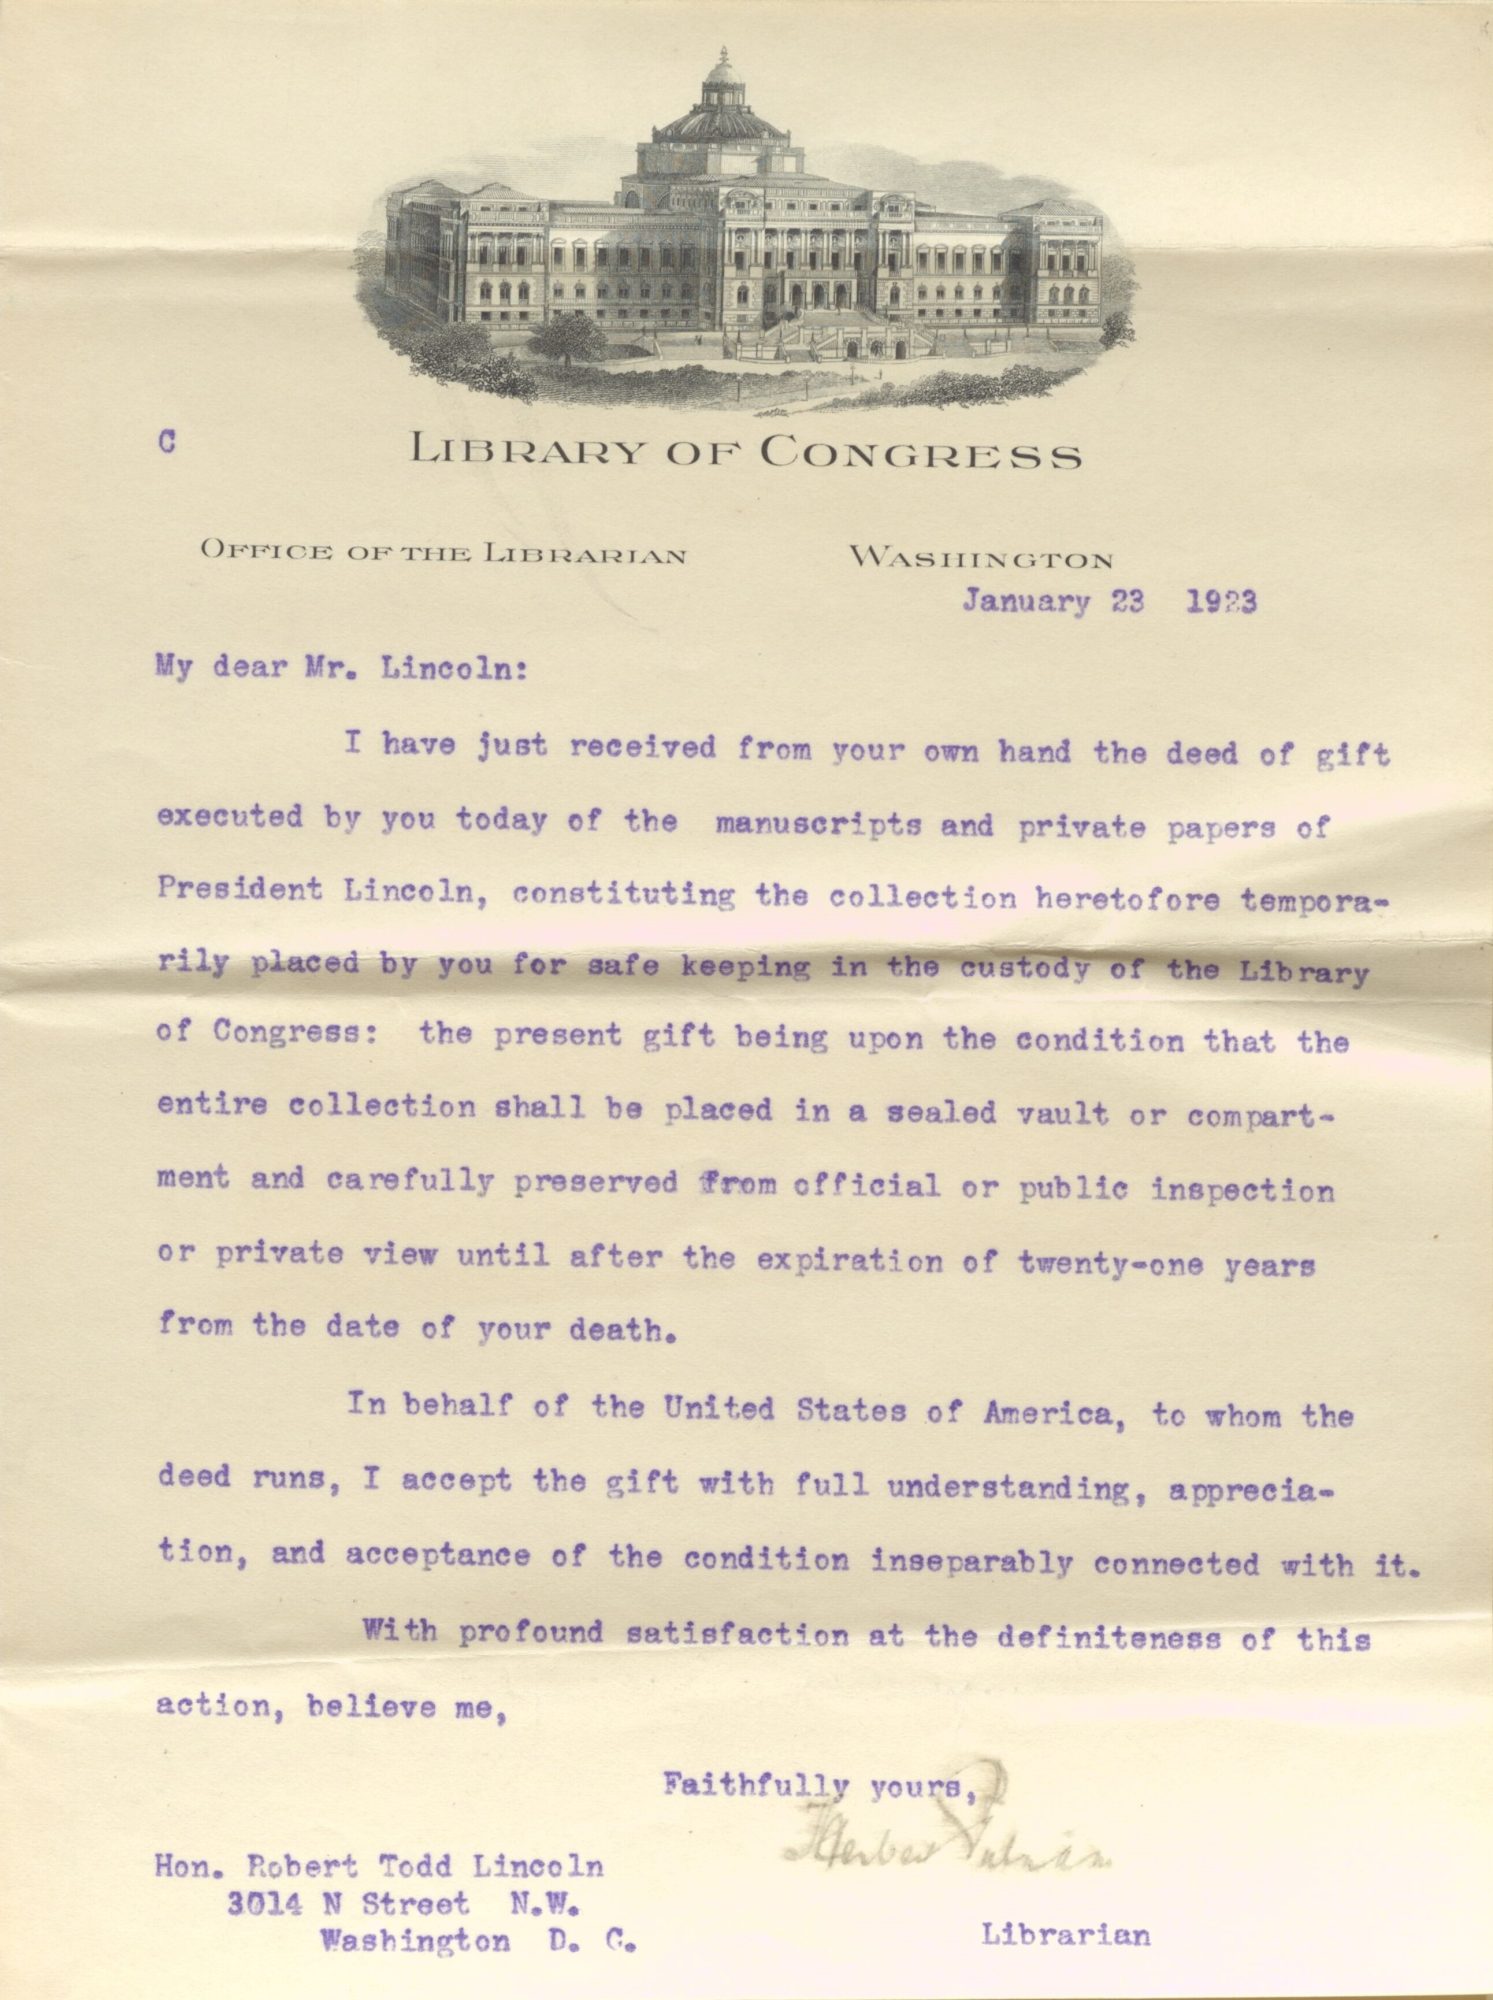 C
LIBRARY OF CONGRESS
OFFICE OF THE LIBRARIAN WASHINGTON
January 23 1923
My dear Mr. Lincoln:
I have just received from your own hand the deed of gift
executed by you today of the manuscripts and private papers of
President Lincoln, constituting the collection heretofore tempora-
rily placed by you for safe keeping in the custody of the Library
of Congress: the present gift being upon the condition that the
entire collection shall be placed in a sealed vault or compart-
ment and carefully preserved from official or public inspection
or private view until after the expiration of twenty-one years
from the date of your death.
In behalf of the United States of America, to whom the
deed runs, I accept the gift with full understanding, apprecia-
tion, and acceptance of the condition inseparably connected with it.
With profound satisfaction at the definiteness of this
action, believe me,
Faithfully yours,
Herbert Putnam
Hon. Robert Todd Lincoln
3014 N Street N.W.
Washington D. C.
Librarian